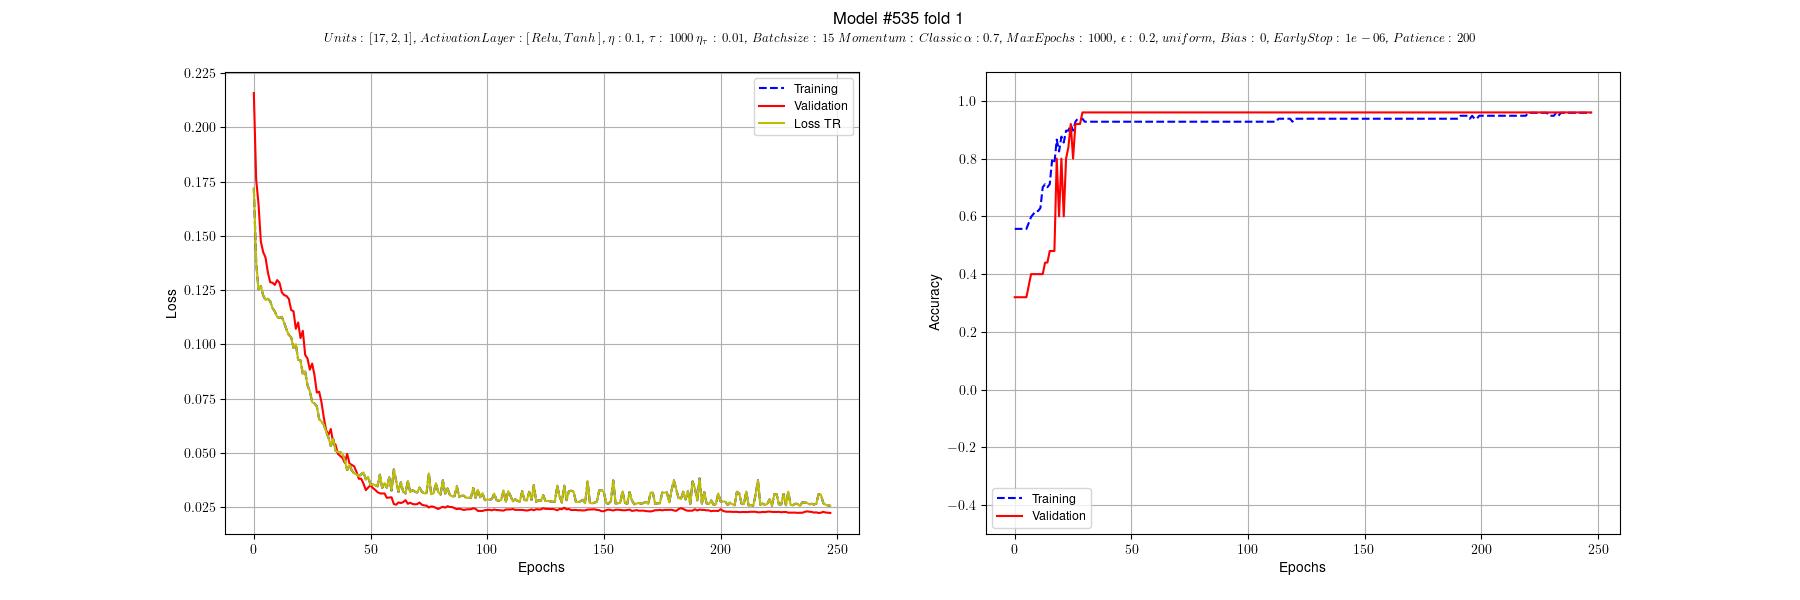 Model #535 fold 1
Units : [17, 2, 1], ActivationLayer : [Relu, Tanh], η : 0.1, τ : 1000 ητ : 0.01, Batchsize : 15 Momentum : Classic α : 0.7, MaxEpochs : 1000, ϵ : 0.2, uniform, Bias : 0, EarlyStop : 1e − 06, Patience : 200
0.225
0.200
0.175
0.150
0.125
0.100
0.075
0.050
0.025
Loss
Training
Validation
Loss TR
0
50
100
150
200
250
Epochs
1.0
0.8
0.6
0.4
0.2
0.0
−0.2
−0.4
Accuracy
Training
Validation
0
50
100
150
200
250
Epochs